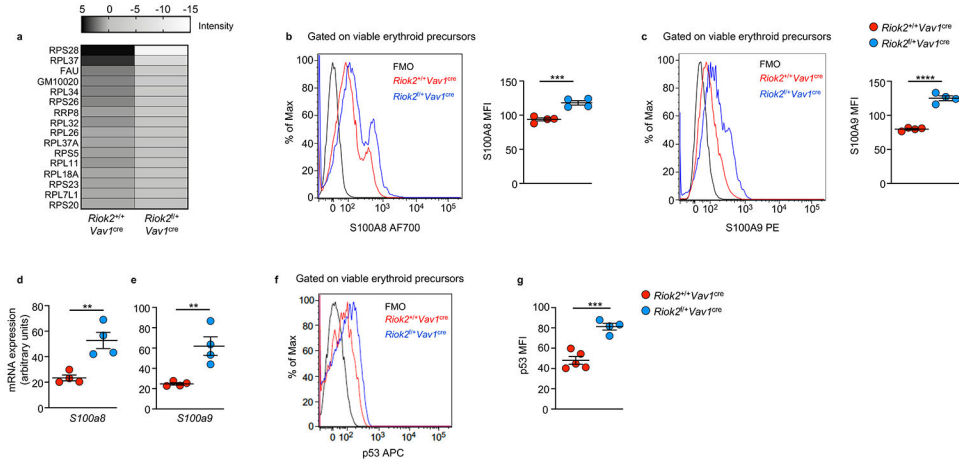 5 0 -5 -10 -15
Intensity
a
RPS28
RPL37
FAU
GM10020
RPL34
RPS26
RRP8
RPL32
RPL26
RPL37A
RPS5
RPL11
RPL18A
RPS23
RPL7L1
RPS20
Riok2+/+ Riok2f/+
Vav1cre Vav1cre
b
Gated on viable erythroid precursors
% of Max
100
80
60
40
20
0
FMO
Riok2+/+Vav1cre
Riok2f/+Vav1cre
0 10² 10³ 10⁴ 10⁵
S100A8 AF700
S100A8 MFI
150
100
50
0
***
c
Gated on viable erythroid precursors
% of Max
100
80
60
40
20
0
FMO
Riok2+/+Vav1cre
Riok2f/+Vav1cre
0 10² 10³ 10⁴ 10⁵
S100A9 PE
Riok2+/+Vav1cre
Riok2f/+Vav1cre
S100A9 MFI
150
100
50
0
****
d
mRNA expression
(arbitrary units)
80
60
40
20
0
**
S100a8
e
100
80
60
40
20
0
**
S100a9
f
Gated on viable erythroid precursors
% of Max
100
80
60
40
20
0
FMO
Riok2+/+Vav1cre
Riok2f/+Vav1cre
0 10² 10³ 10⁴ 10⁵
p53 APC
g
p53 MFI
100
80
60
40
20
0
***
Riok2+/+Vav1cre
Riok2f/+Vav1cre